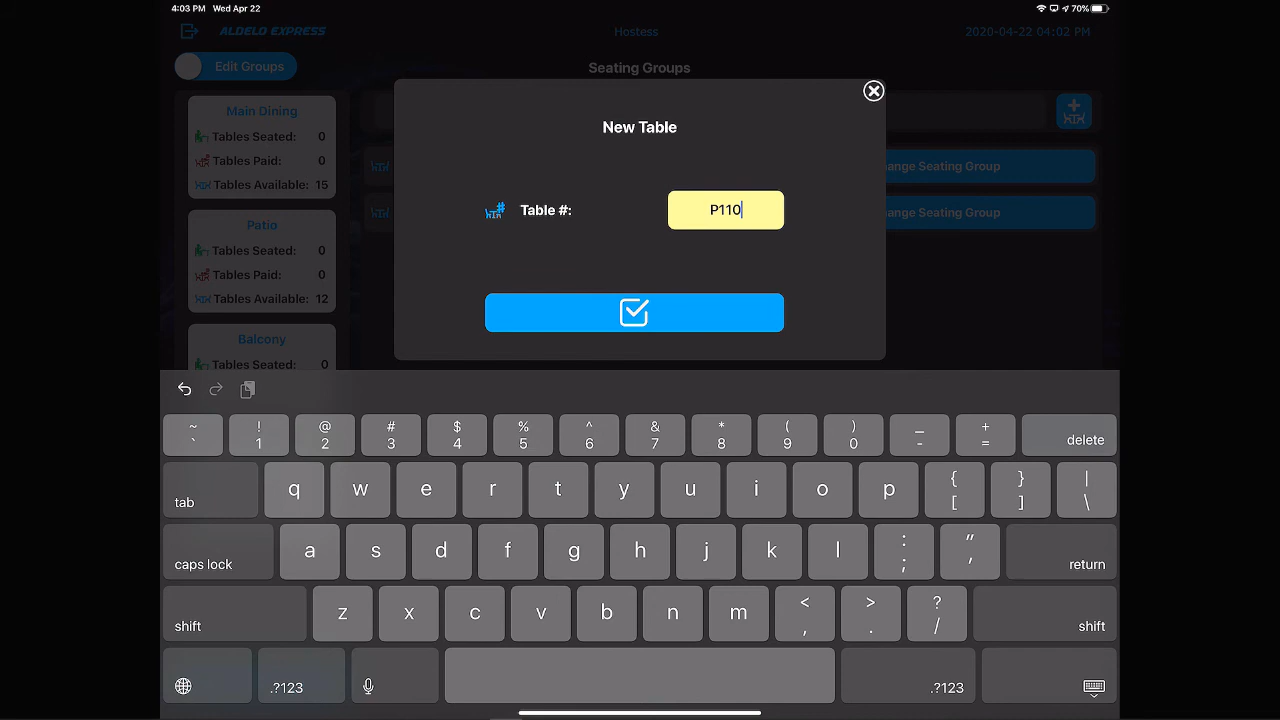 4:03 PM Wed Apr 22
70%
ALDELO EXPRESS
Hostess
2020-04-22 04:02 PM
Edit Groups
Seating Groups
Main Dining
Tables Seated: 0
Tables Paid: 0
Tables Available: 15
Patio
Tables Seated: 0
Tables Paid: 0
Tables Available: 12
Balcony
Tables Seated: 0
ange Seating Group
ange Seating Group
New Table
Table #:
P110
~ ! @ # $ % ^ & * ( ) _ +
` 1 2 3 4 5 6 7 8 9 0 - = delete
tab q w e r t y u i o p { [ } ] | \
caps lock a s d f g h j k l : ; " ' return
shift z x c v b n m < , > . ? / shift
.?123 .?123